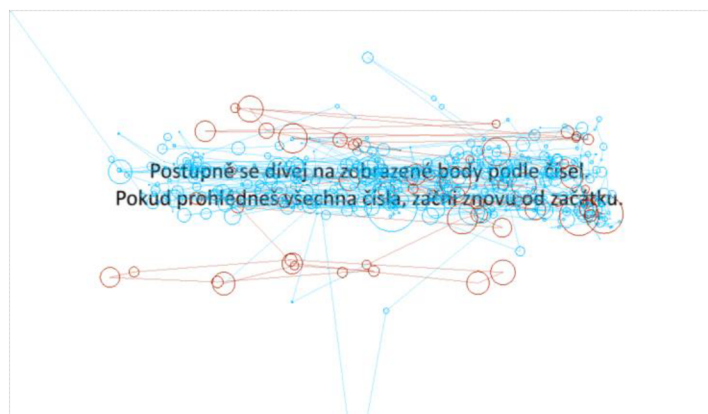 Postupně se dívej na zobrazené body podle čísel.
Pokud prohlédneš všechna čísla, začni znovu od začátku.